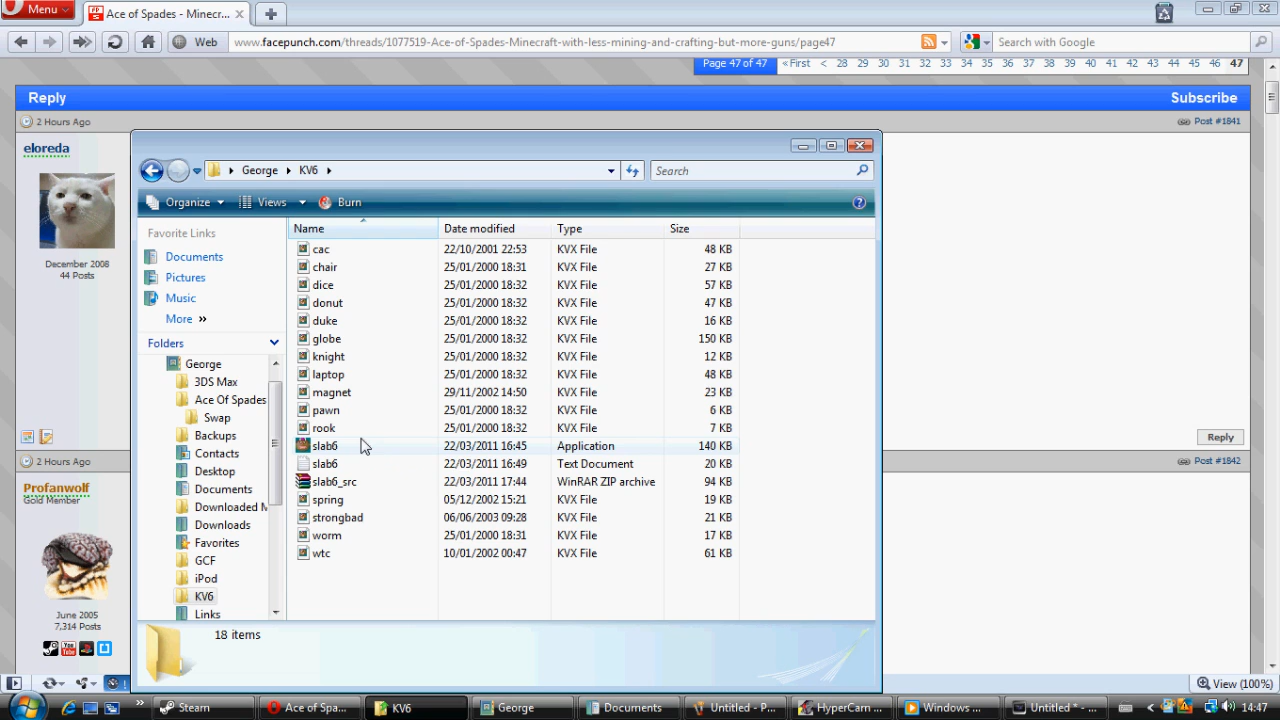 Menu
Ace of Spades - Minecr...
Web
www.facepunch.com/threads/1077519-Ace-of-Spades-Minecraft-with-less-mining-and-crafting-but-more-guns/page47
Search with Google
Page 47 of 47
« First < 28 29 30 31 32 33 34 35 36 37 38 39 40 41 42 43 44 45 46 47
Reply
Subscribe
2 Hours Ago
Post #1841
eloreda
December 2008
44 Posts
Reply
2 Hours Ago
Post #1842
Profanwolf
Gold Member
June 2005
7,314 Posts
George
KV6
Search
Organize
Views
Burn
Favorite Links
Documents
Pictures
Music
More »
Folders
George
3DS Max
Ace Of Spades
Swap
Backups
Contacts
Desktop
Documents
Downloaded M
Downloads
Favorites
GCF
iPod
KV6
Links
Name Date modified Type Size
cac 22/10/2001 22:53 KVX File 48 KB
chair 25/01/2000 18:31 KVX File 27 KB
dice 25/01/2000 18:32 KVX File 57 KB
donut 25/01/2000 18:32 KVX File 47 KB
duke 25/01/2000 18:32 KVX File 16 KB
globe 25/01/2000 18:32 KVX File 150 KB
knight 25/01/2000 18:32 KVX File 12 KB
laptop 25/01/2000 18:32 KVX File 48 KB
magnet 29/11/2002 14:50 KVX File 23 KB
pawn 25/01/2000 18:32 KVX File 6 KB
rook 25/01/2000 18:32 KVX File 7 KB
slab6 22/03/2011 16:45 Application 140 KB
slab6 22/03/2011 16:49 Text Document 20 KB
slab6_src 22/03/2011 17:44 WinRAR ZIP archive 94 KB
spring 05/12/2002 15:21 KVX File 19 KB
strongbad 06/06/2003 09:28 KVX File 21 KB
worm 25/01/2000 18:31 KVX File 17 KB
wtc 10/01/2002 00:47 KVX File 61 KB
18 items
View (100%)
Steam
Ace of Spa...
KV6
George
Documents
Untitled - P...
HyperCam ...
Windows ...
Untitled * - ...
14:47